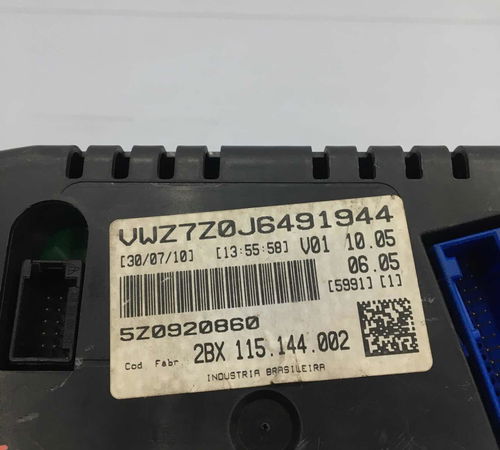 VWZ7Z0J6491944
[30/07/10] [13:55:58] V01 10.05
06.05
[5991] [1]
5Z0920860
Cod Fabr. 2BX 115.144.002
INDUSTRIA BRASILEIRA